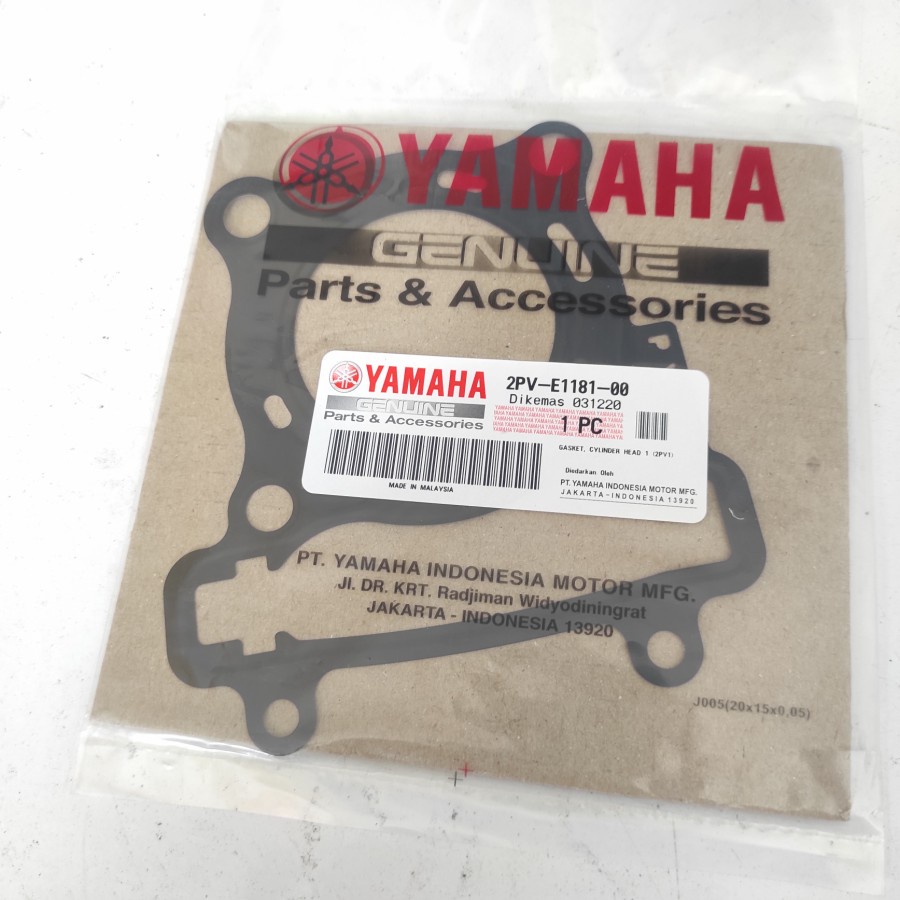 YAMAHA
GENUINE
Parts & Accessories
YAMAHA
GENUINE
Parts & Accessories
MADE IN MALAYSIA
2PV-E1181-00
Dikemas 031220
1 PC
GASKET, CYLINDER HEAD 1 (2PV1)
Diedarkan Oleh
PT. YAMAHA INDONESIA MOTOR MFG.
JAKARTA-INDONESIA 13920
PT. YAMAHA INDONESIA MOTOR MFG.
Jl. DR. KRT. Radjiman Widyodiningrat
JAKARTA - INDONESIA 13920
J005(20x15x0,05)